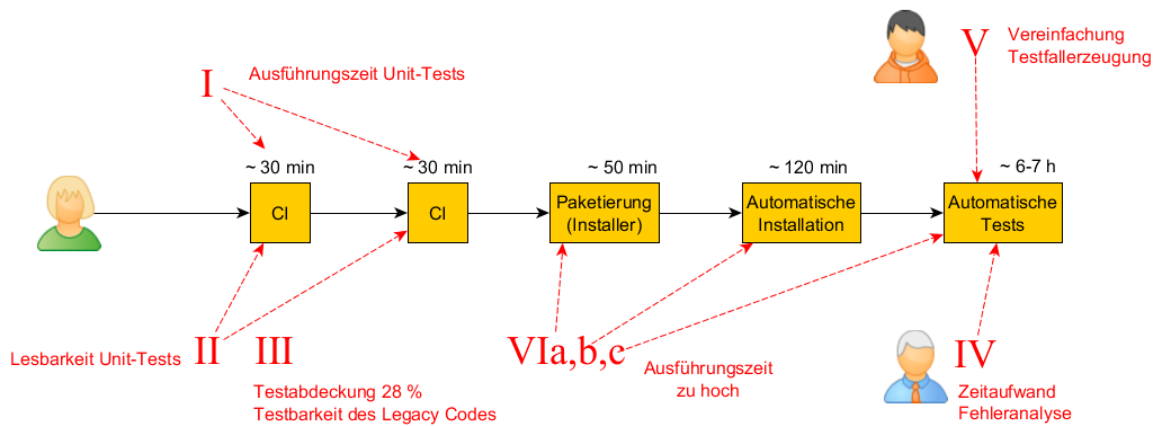 V
Vereinfachung
Testfallerzeugung
I
Ausführungszeit Unit-Tests
~ 30 min
~ 30 min
~ 50 min
~ 120 min
~ 6-7 h
CI
CI
Paketierung
(Installer)
Automatische
Installation
Automatische
Tests
Lesbarkeit Unit-Tests
II
III
Testabdeckung 28 %
Testbarkeit des Legacy Codes
VIa,b,c
Ausführungszeit
zu hoch
IV
Zeitaufwand
Fehleranalyse